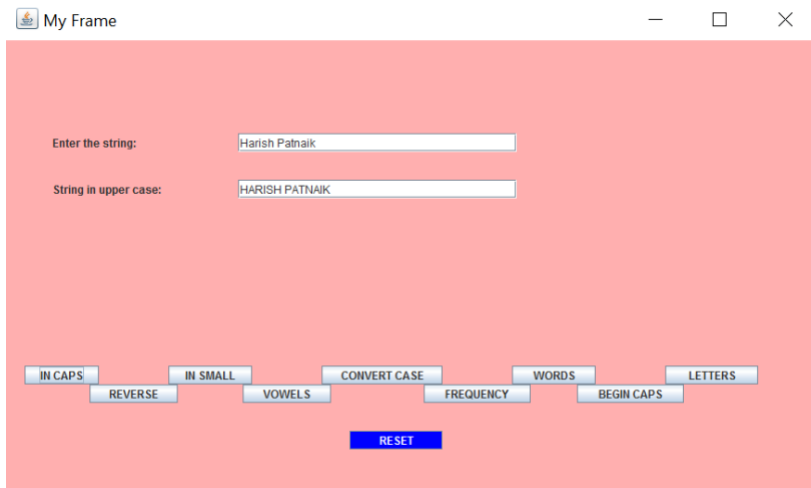 My Frame
Enter the string: Harish Patnaik
String in upper case: HARISH PATNAIK
IN CAPS IN SMALL CONVERT CASE WORDS LETTERS
REVERSE VOWELS FREQUENCY BEGIN CAPS
RESET